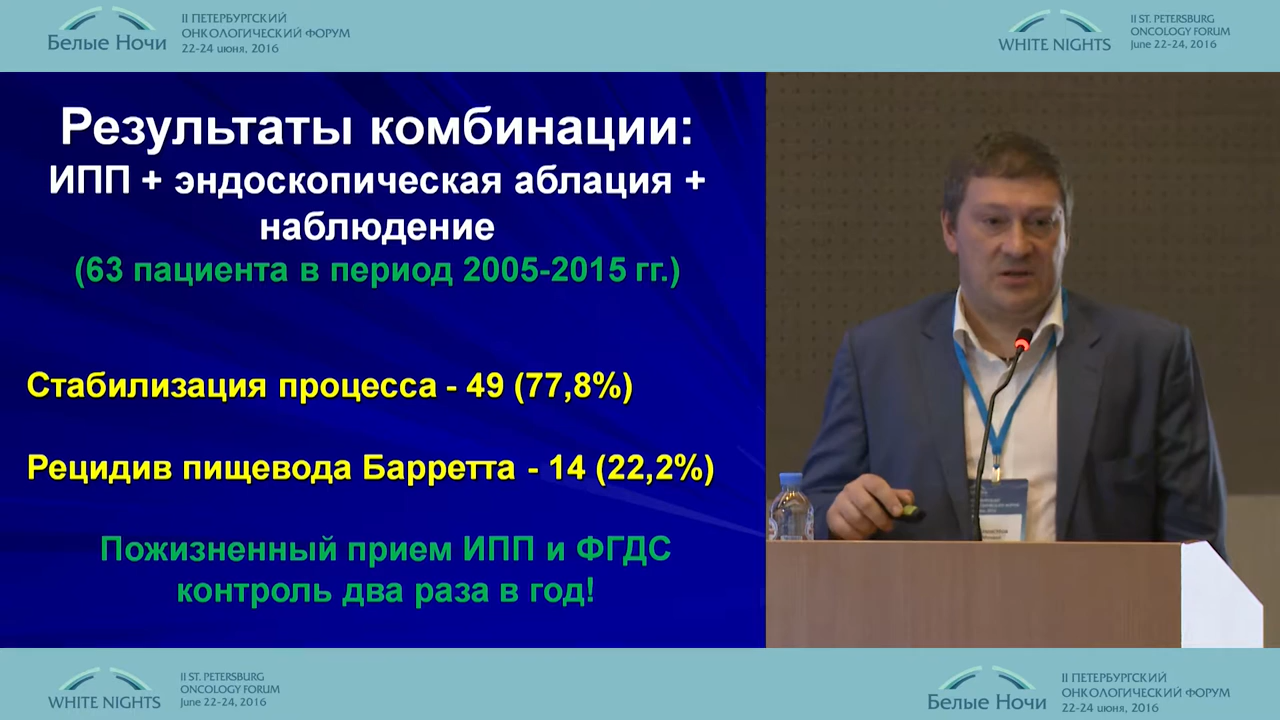 Белые Ночи
II ПЕТЕРБУРГСКИЙ
ОНКОЛОГИЧЕСКИЙ ФОРУМ
22-24 июня, 2016
WHITE NIGHTS
II ST. PETERSBURG
ONCOLOGY FORUM
June 22-24, 2016
Результаты комбинации:
ИПП + эндоскопическая аблация +
наблюдение
(63 пациента в период 2005-2015 гг.)
Стабилизация процесса - 49 (77,8%)
Рецидив пищевода Барретта - 14 (22,2%)
Пожизненный прием ИПП и ФГДС
контроль два раза в год!
WHITE NIGHTS
II ST. PETERSBURG
ONCOLOGY FORUM
June 22-24, 2016
Белые Ночи
II ПЕТЕРБУРГСКИЙ
ОНКОЛОГИЧЕСКИЙ ФОРУМ
22-24 июня, 2016